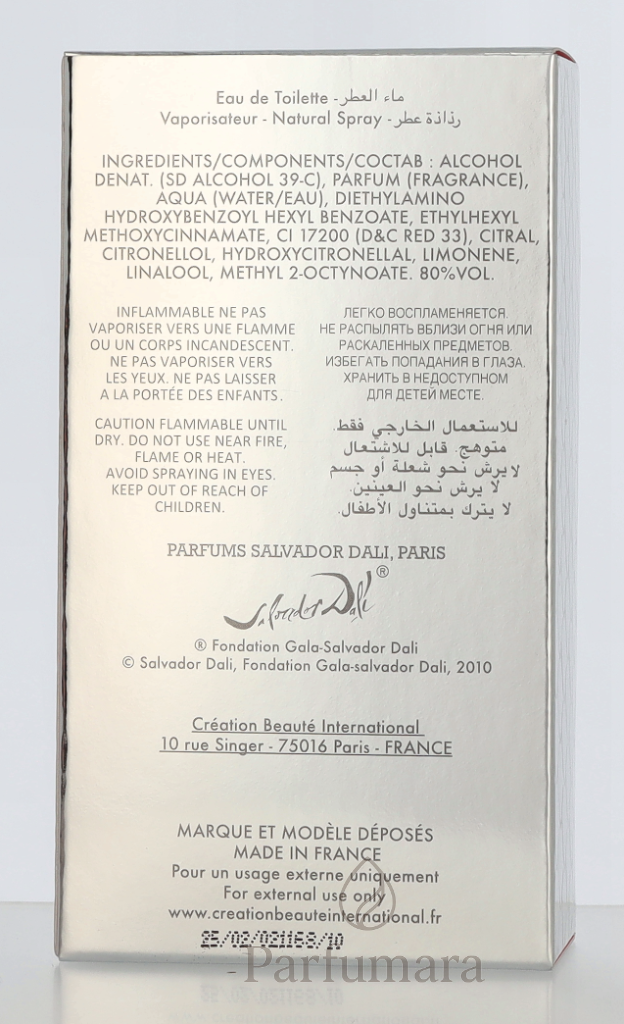 Eau de Toilette - ماء العطر
Vaporisateur - Natural Spray - رذاذة عطر
INGREDIENTS/COMPONENTS/COCTAB : ALCOHOL
DENAT. (SD ALCOHOL 39-C), PARFUM (FRAGRANCE),
AQUA (WATER/EAU), DIETHYLAMINO
HYDROXYBENZOYL HEXYL BENZOATE, ETHYLHEXYL
METHOXYCINNAMATE, CI 17200 (D&C RED 33), CITRAL,
CITRONELLOL, HYDROXYCITRONELLAL, LIMONENE,
LINALOOL, METHYL 2-OCTYNOATE. 80%VOL.
INFLAMMABLE NE PAS
VAPORISER VERS UNE FLAMME
OU UN CORPS INCANDESCENT.
NE PAS VAPORISER VERS
LES YEUX. NE PAS LAISSER
A LA PORTÉE DES ENFANTS.
ЛЕГКО ВОСПЛАМЕНЯЕТСЯ.
НЕ РАСПЫЛЯТЬ ВБЛИЗИ ОГНЯ ИЛИ
РАСКАЛЕННЫХ ПРЕДМЕТОВ.
ИЗБЕГАТЬ ПОПАДАНИЯ В ГЛАЗА.
ХРАНИТЬ В НЕДОСТУПНОМ
ДЛЯ ДЕТЕЙ МЕСТЕ.
CAUTION FLAMMABLE UNTIL
DRY. DO NOT USE NEAR FIRE,
FLAME OR HEAT.
AVOID SPRAYING IN EYES.
KEEP OUT OF REACH OF
CHILDREN.
للاستعمال الخارجي فقط.
متوهج. قابل للاشتعال
لايرش نحو شعلة أو جسم
لا يرش نحو العينين.
لا يترك بمتناول الأطفال.
PARFUMS SALVADOR DALI, PARIS
Salvador Dalí ®
® Fondation Gala-Salvador Dali
© Salvador Dali, Fondation Gala-salvador Dali, 2010
Création Beauté International
10 rue Singer - 75016 Paris - FRANCE
MARQUE ET MODÈLE DÉPOSÉS
MADE IN FRANCE
Pour un usage externe uniquement
For external use only
www.creationbeauteinternational.fr
25/02/021163/10
- Parfumara